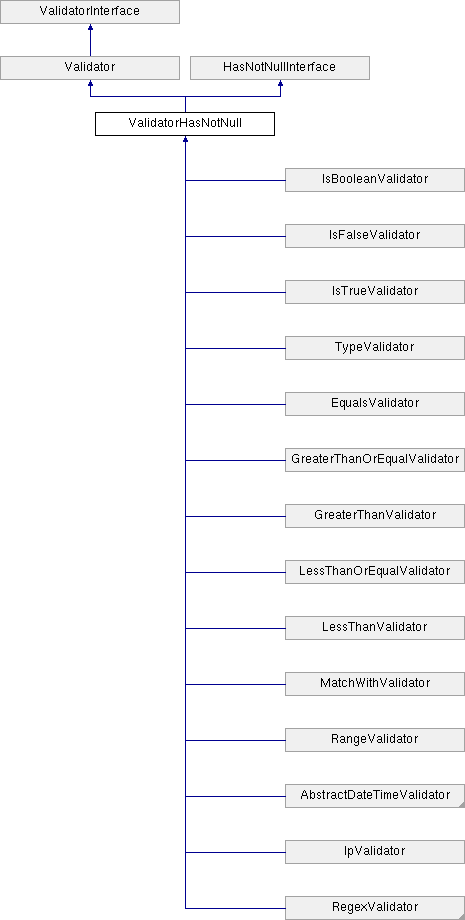 ValidatorInterface
Validator
HasNotNullInterface
ValidatorHasNotNull
IsBooleanValidator
IsFalseValidator
IsTrueValidator
TypeValidator
EqualsValidator
GreaterThanOrEqualValidator
GreaterThanValidator
LessThanOrEqualValidator
LessThanValidator
MatchWithValidator
RangeValidator
AbstractDateTimeValidator
IpValidator
RegexValidator